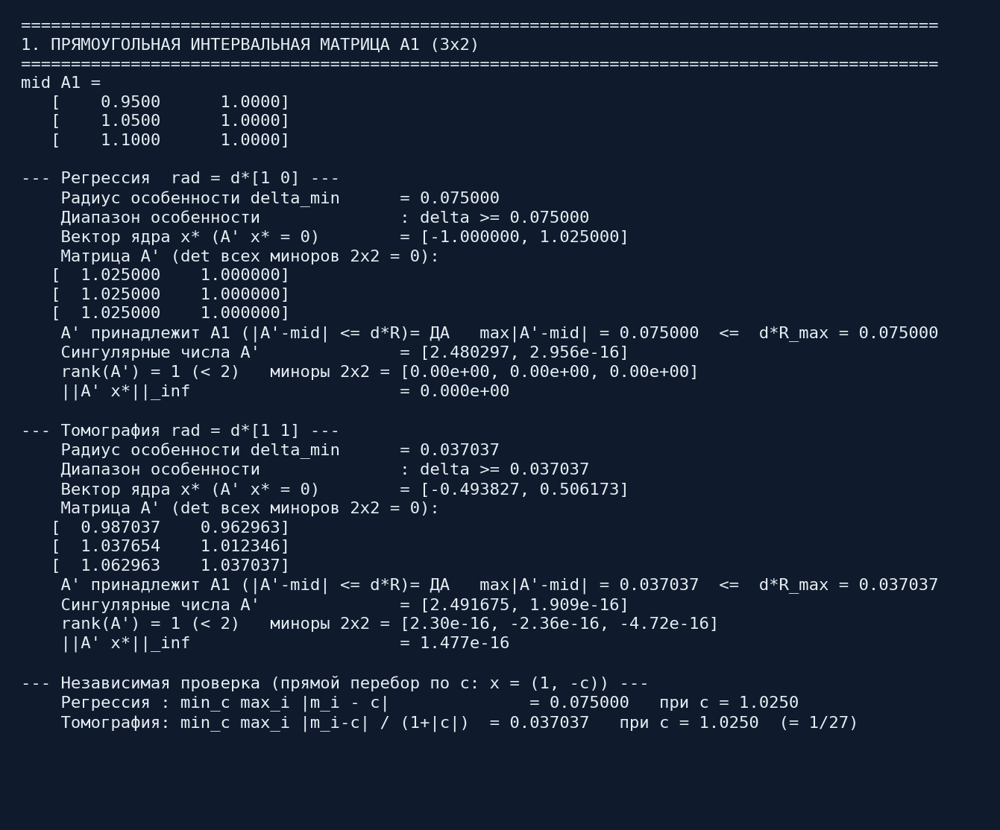 ============================================================================================
1. ПРЯМОУГОЛЬНАЯ ИНТЕРВАЛЬНАЯ МАТРИЦА A1 (3x2)
============================================================================================
mid A1 =
   [    0.9500      1.0000]
   [    1.0500      1.0000]
   [    1.1000      1.0000]

--- Регрессия  rad = d*[1 0] ---
    Радиус особенности delta_min      = 0.075000
    Диапазон особенности              : delta >= 0.075000
    Вектор ядра x* (A' x* = 0)        = [-1.000000, 1.025000]
    Матрица A' (det всех миноров 2x2 = 0):
   [  1.025000    1.000000]
   [  1.025000    1.000000]
   [  1.025000    1.000000]
    A' принадлежит A1 (|A'-mid| <= d*R)= ДА   max|A'-mid| = 0.075000  <=  d*R_max = 0.075000
    Сингулярные числа A'              = [2.480297, 2.956e-16]
    rank(A') = 1 (< 2)   миноры 2x2 = [0.00e+00, 0.00e+00, 0.00e+00]
    ||A' x*||_inf                     = 0.000e+00

--- Томография rad = d*[1 1] ---
    Радиус особенности delta_min      = 0.037037
    Диапазон особенности              : delta >= 0.037037
    Вектор ядра x* (A' x* = 0)        = [-0.493827, 0.506173]
    Матрица A' (det всех миноров 2x2 = 0):
   [  0.987037    0.962963]
   [  1.037654    1.012346]
   [  1.062963    1.037037]
    A' принадлежит A1 (|A'-mid| <= d*R)= ДА   max|A'-mid| = 0.037037  <=  d*R_max = 0.037037
    Сингулярные числа A'              = [2.491675, 1.909e-16]
    rank(A') = 1 (< 2)   миноры 2x2 = [2.30e-16, -2.36e-16, -4.72e-16]
    ||A' x*||_inf                     = 1.477e-16

--- Независимая проверка (прямой перебор по c: x = (1, -c)) ---
    Регрессия : min_c max_i |m_i - c|              = 0.075000   при c = 1.0250
    Томография: min_c max_i |m_i-c| / (1+|c|)  = 0.037037   при c = 1.0250  (= 1/27)